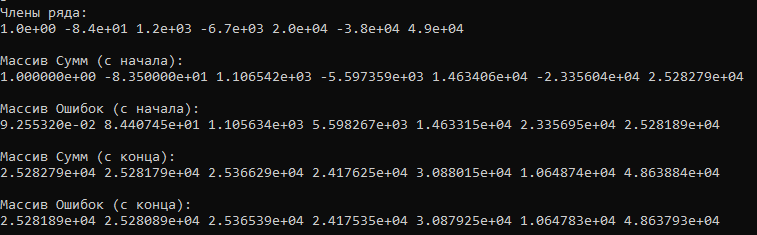 Члены ряда:
1.0e+00 -8.4e+01 1.2e+03 -6.7e+03 2.0e+04 -3.8e+04 4.9e+04
Массив Сумм (с начала):
1.000000e+00 -8.350000e+01 1.106542e+03 -5.597359e+03 1.463406e+04 -2.335604e+04 2.528279e+04
Массив Ошибок (с начала):
9.255320e-02 8.440745e+01 1.105634e+03 5.598267e+03 1.463315e+04 2.335695e+04 2.528189e+04
Массив Сумм (с конца):
2.528279e+04 2.528179e+04 2.536629e+04 2.417625e+04 3.088015e+04 1.064874e+04 4.863884e+04
Массив Ошибок (с конца):
2.528189e+04 2.528089e+04 2.536539e+04 2.417535e+04 3.087925e+04 1.064783e+04 4.863793e+04